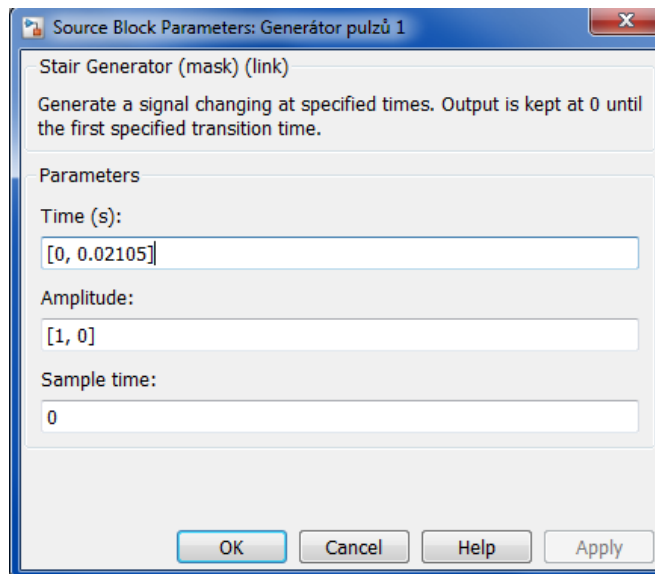 Source Block Parameters: Generátor pulzů 1
Stair Generator (mask) (link)
Generate a signal changing at specified times. Output is kept at 0 until
the first specified transition time.
Parameters
Time (s):
[0, 0.02105]
Amplitude:
[1, 0]
Sample time:
0
OK Cancel Help Apply